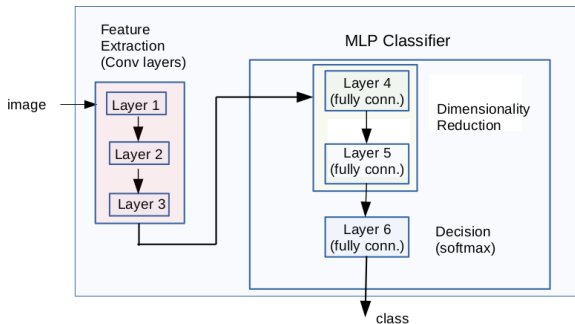 Feature
Extraction
(Conv layers)
image
Layer 1
Layer 2
Layer 3
MLP Classifier
Layer 4
(fully conn.)
Layer 5
(fully conn.)
Dimensionality
Reduction
Layer 6
(fully conn.)
Decision
(softmax)
class